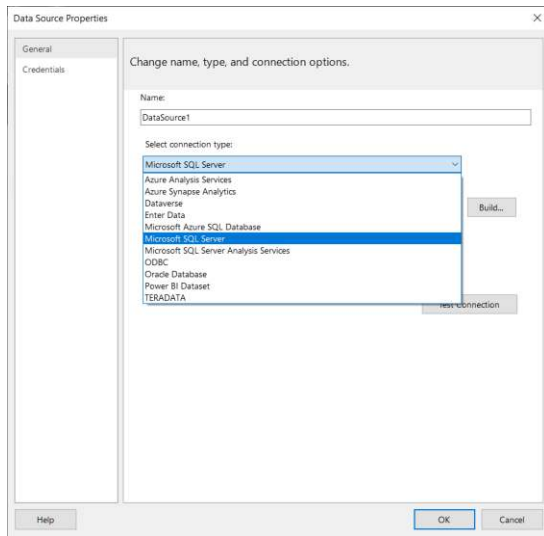 Data Source Properties
General
Credentials
Change name, type, and connection options.
Name:
DataSource1
Select connection type:
Microsoft SQL Server
Azure Analysis Services
Azure Synapse Analytics
Dataverse
Enter Data
Microsoft Azure SQL Database
Microsoft SQL Server
Microsoft SQL Server Analysis Services
ODBC
Oracle Database
Power BI Dataset
TERADATA
Build...
Test Connection
Help
OK
Cancel